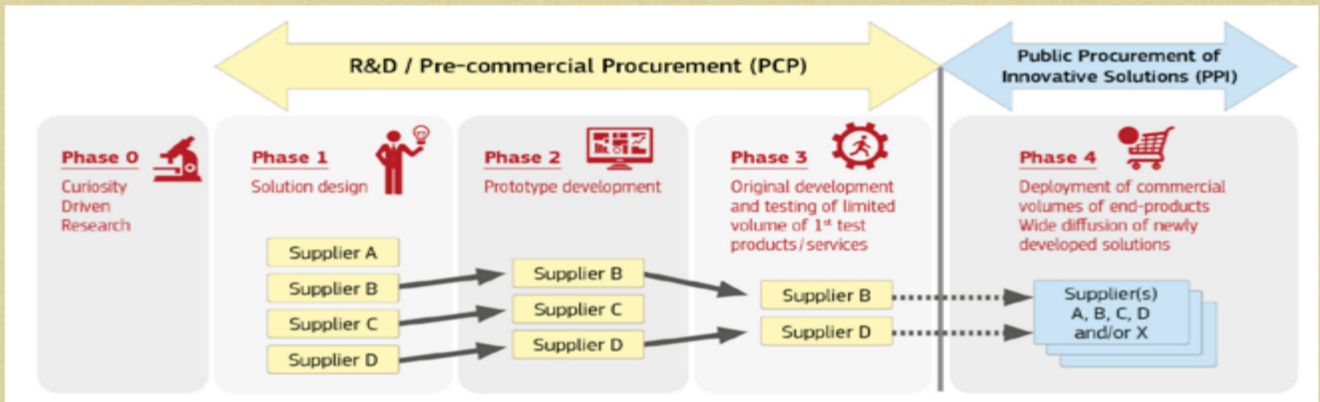 R&D / Pre-commercial Procurement (PCP)
Public Procurement of
Innovative Solutions (PPI)
Phase 0
Curiosity
Driven
Research
Phase 1
Solution design
Supplier A
Supplier B
Supplier C
Supplier D
Phase 2
Prototype development
Supplier B
Supplier C
Supplier D
Phase 3
Original development
and testing of limited
volume of 1st test
products/services
Supplier B
Supplier D
Phase 4
Deployment of commercial
volumes of end-products
Wide diffusion of newly
developed solutions
Supplier(s)
A, B, C, D
and/or X